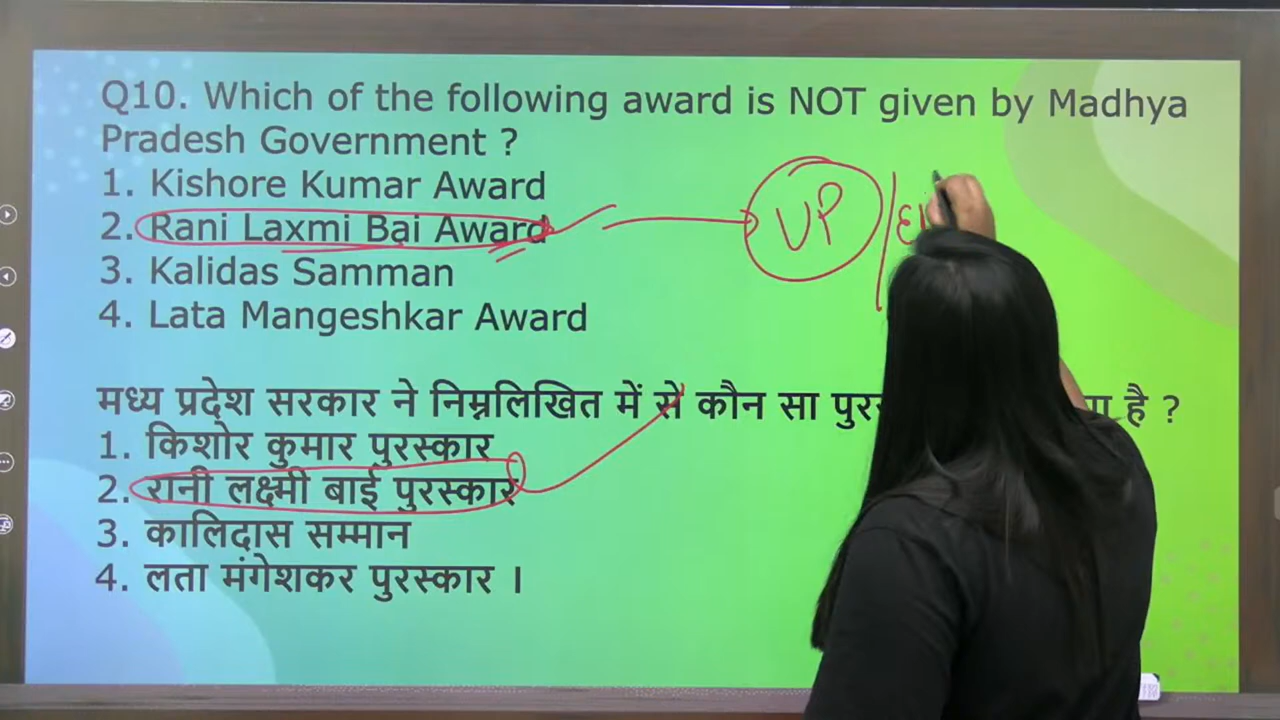 Q10. Which of the following award is NOT given by Madhya
Pradesh Government ?
1. Kishore Kumar Award
2. Rani Laxmi Bai Award
3. Kalidas Samman
4. Lata Mangeshkar Award
UP
मध्य प्रदेश सरकार ने निम्नलिखित में से कौन सा है ?
1. किशोर कुमार पुरस्कार
2. रानी लक्ष्मी बाई पुरस्कार
3. कालिदास सम्मान
4. लता मंगेशकर पुरस्कार ।